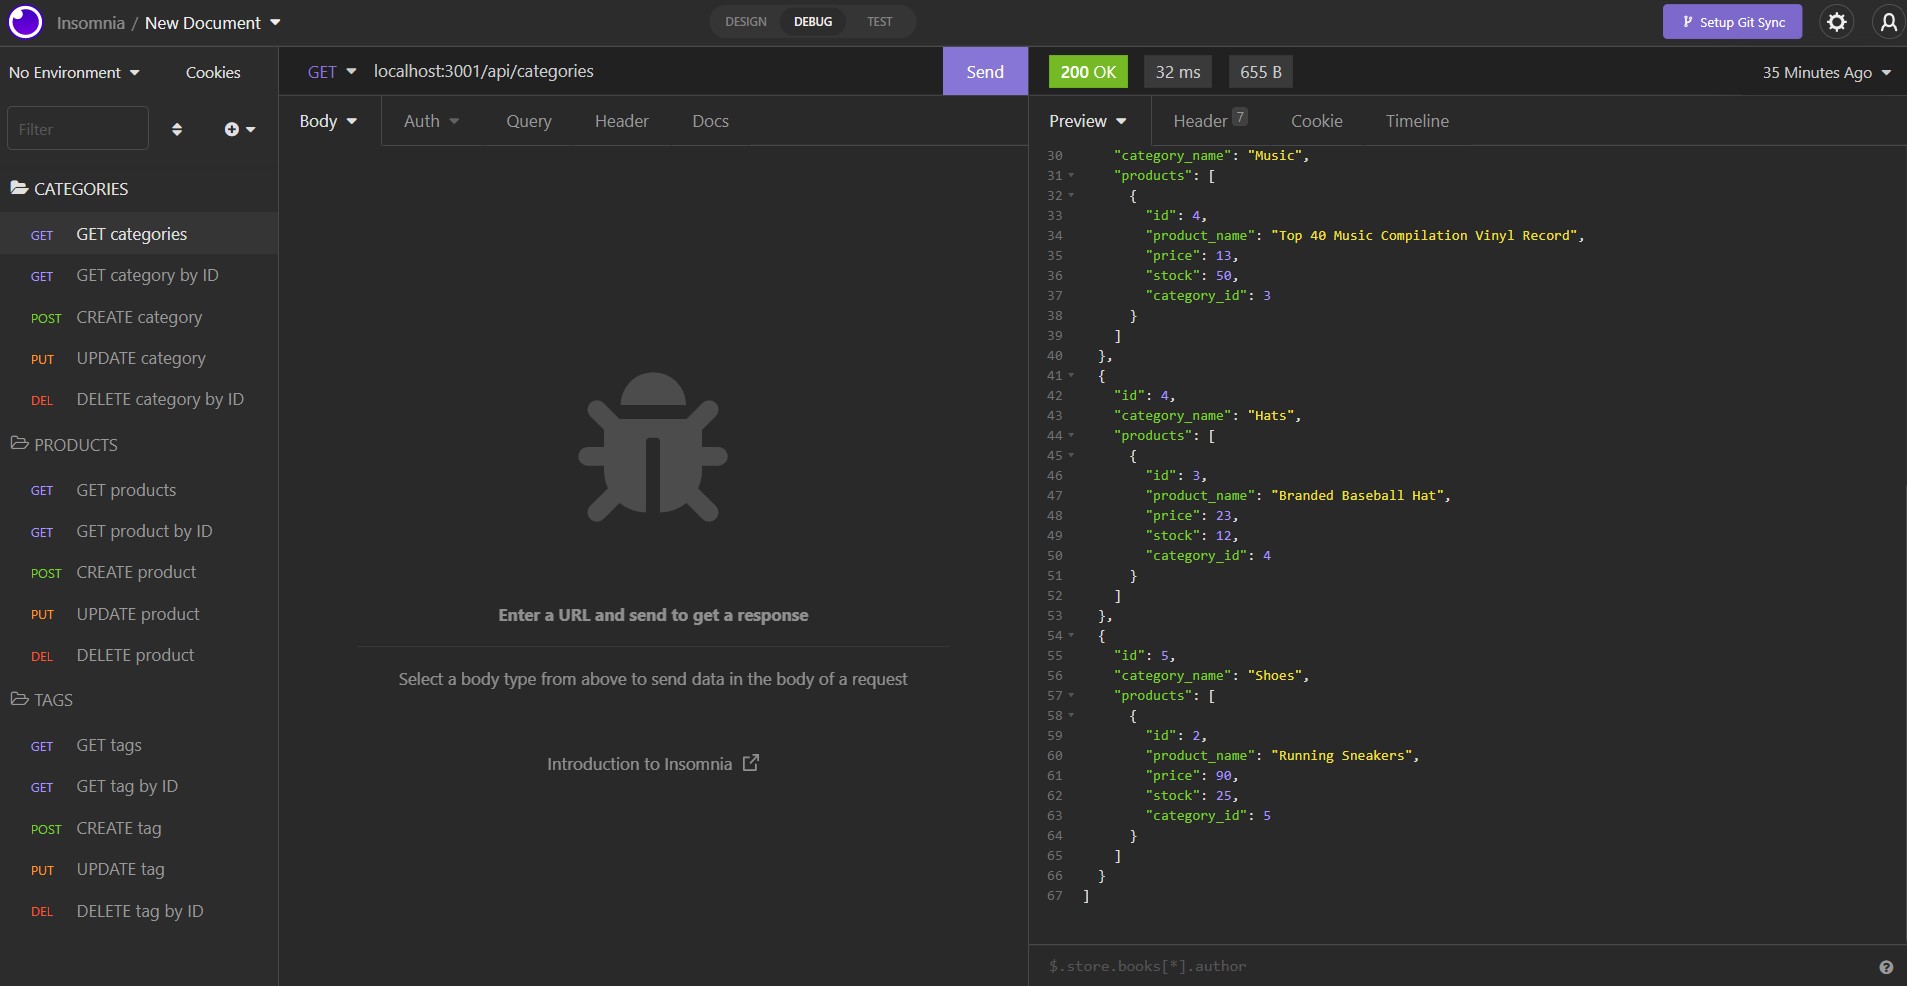 Insomnia / New Document
DESIGN DEBUG TEST
Setup Git Sync
No Environment Cookies
Filter
CATEGORIES
GET GET categories
GET GET category by ID
POST CREATE category
PUT UPDATE category
DEL DELETE category by ID
PRODUCTS
GET GET products
GET GET product by ID
POST CREATE product
PUT UPDATE product
DEL DELETE product
TAGS
GET GET tags
GET GET tag by ID
POST CREATE tag
PUT UPDATE tag
DEL DELETE tag by ID
GET localhost:3001/api/categories Send
Body Auth Query Header Docs
Enter a URL and send to get a response
Select a body type from above to send data in the body of a request
Introduction to Insomnia
200 OK 32 ms 655 B 35 Minutes Ago
Preview Header 7 Cookie Timeline
30 "category_name": "Music",
31 "products": [
32 {
33 "id": 4,
34 "product_name": "Top 40 Music Compilation Vinyl Record",
35 "price": 13,
36 "stock": 50,
37 "category_id": 3
38 }
39 ]
40 },
41 {
42 "id": 4,
43 "category_name": "Hats",
44 "products": [
45 {
46 "id": 3,
47 "product_name": "Branded Baseball Hat",
48 "price": 23,
49 "stock": 12,
50 "category_id": 4
51 }
52 ]
53 },
54 {
55 "id": 5,
56 "category_name": "Shoes",
57 "products": [
58 {
59 "id": 2,
60 "product_name": "Running Sneakers",
61 "price": 90,
62 "stock": 25,
63 "category_id": 5
64 }
65 ]
66 }
67 ]
$.store.books[*].author
?